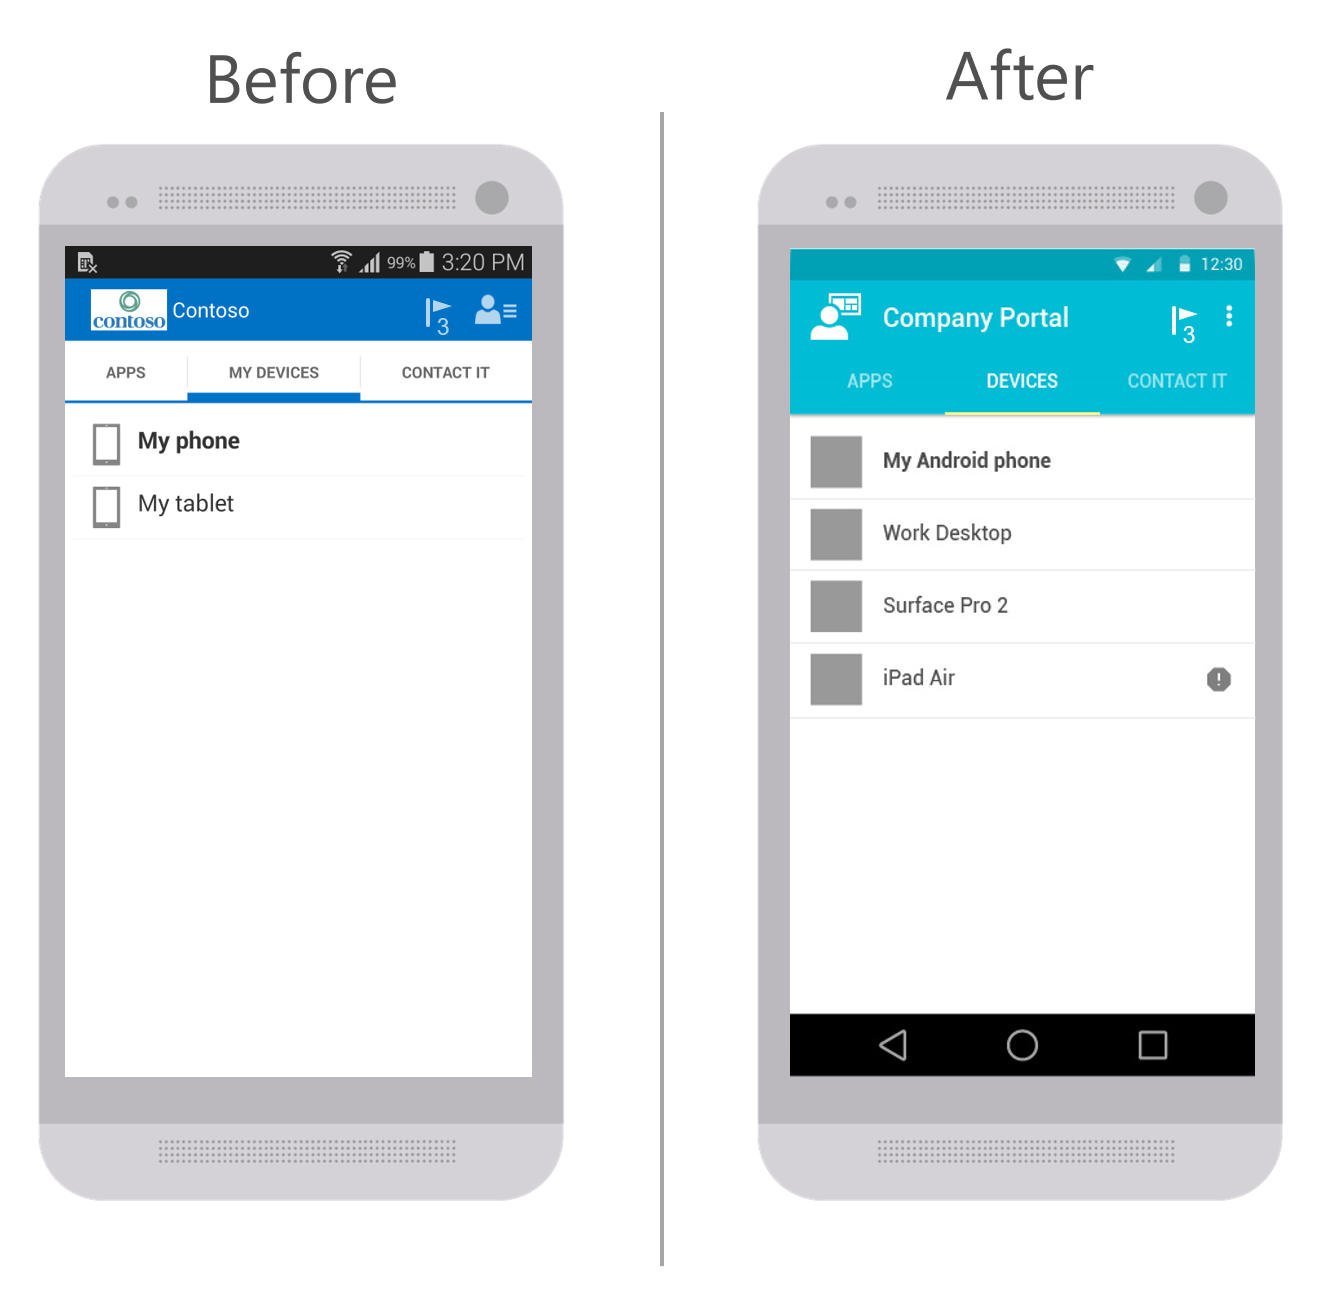 Before
99% 3:20 PM
contoso Contoso 3
APPS MY DEVICES CONTACT IT
My phone
My tablet
After
12:30
Company Portal 3
APPS DEVICES CONTACT IT
My Android phone
Work Desktop
Surface Pro 2
iPad Air